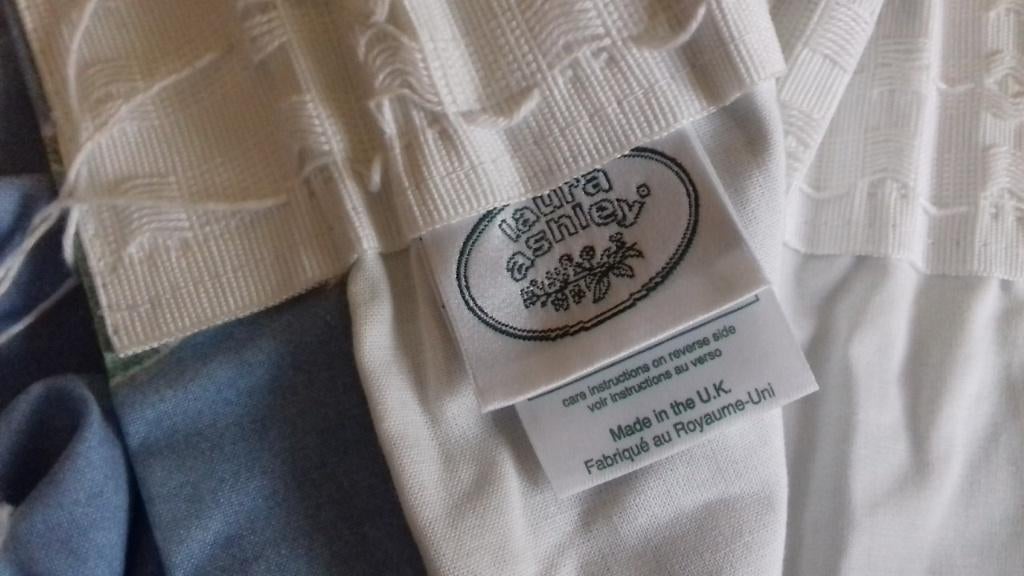 laura
ashley®
care instructions on reverse side
voir instructions au verso
Made in the U.K.
Fabriqué au Royaume-Uni